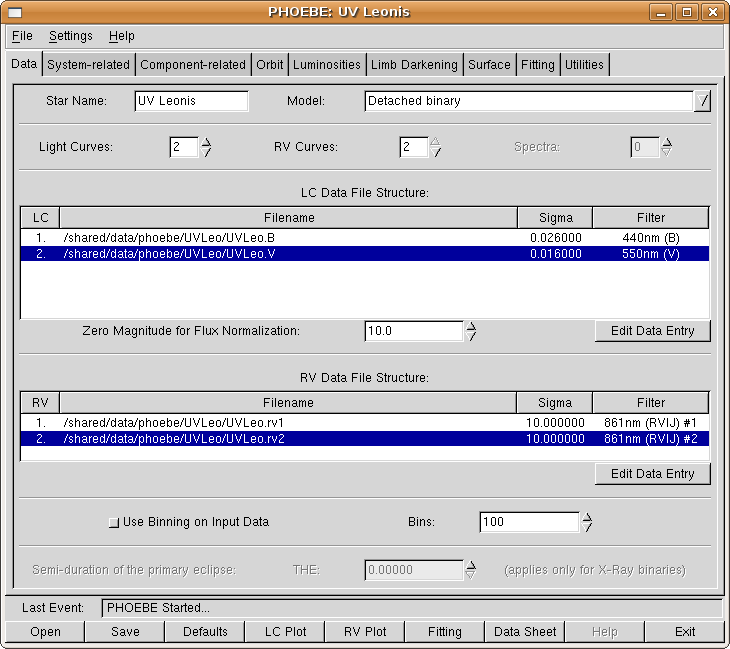 PHOEBE: UV Leonis
File Settings Help
Data System-related Component-related Orbit Luminosities Limb Darkening Surface Fitting Utilities
Star Name: UV Leonis Model: Detached binary
Light Curves: 2 RV Curves: 2 Spectra: 0
LC Data File Structure:
LC Filename Sigma Filter
1. /shared/data/phoebe/UVLeo/UVLeo.B 0.026000 440nm (B)
2. /shared/data/phoebe/UVLeo/UVLeo.V 0.016000 550nm (V)
Zero Magnitude for Flux Normalization: 10.0 Edit Data Entry
RV Data File Structure:
RV Filename Sigma Filter
1. /shared/data/phoebe/UVLeo/UVLeo.rv1 10.000000 861nm (RVIJ) #1
2. /shared/data/phoebe/UVLeo/UVLeo.rv2 10.000000 861nm (RVIJ) #2
Edit Data Entry
Use Binning on Input Data Bins: 100
Semi-duration of the primary eclipse: THE: 0.00000 (applies only for X-Ray binaries)
Last Event: PHOEBE Started...
Open Save Defaults LC Plot RV Plot Fitting Data Sheet Help Exit